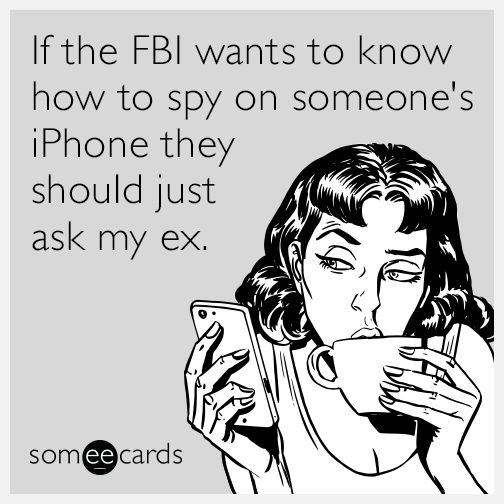 If the FBI wants to know
how to spy on someone's
iPhone they
should just
ask my ex.
someecards